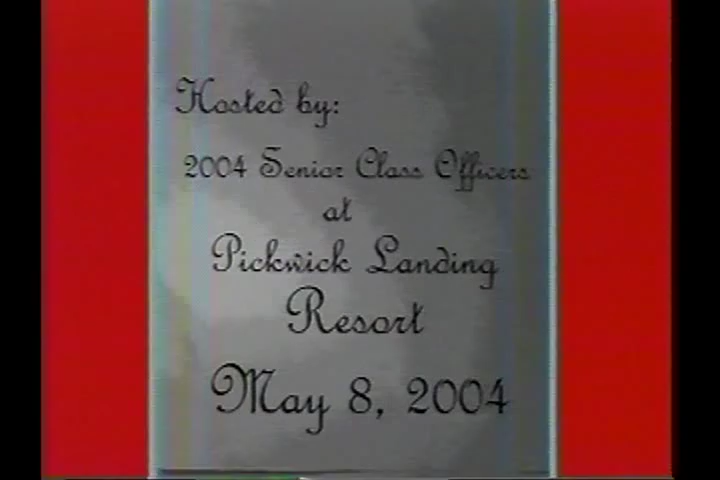 Hosted by:
2004 Senior Class Officers
at
Pickwick Landing
Resort
May 8, 2004